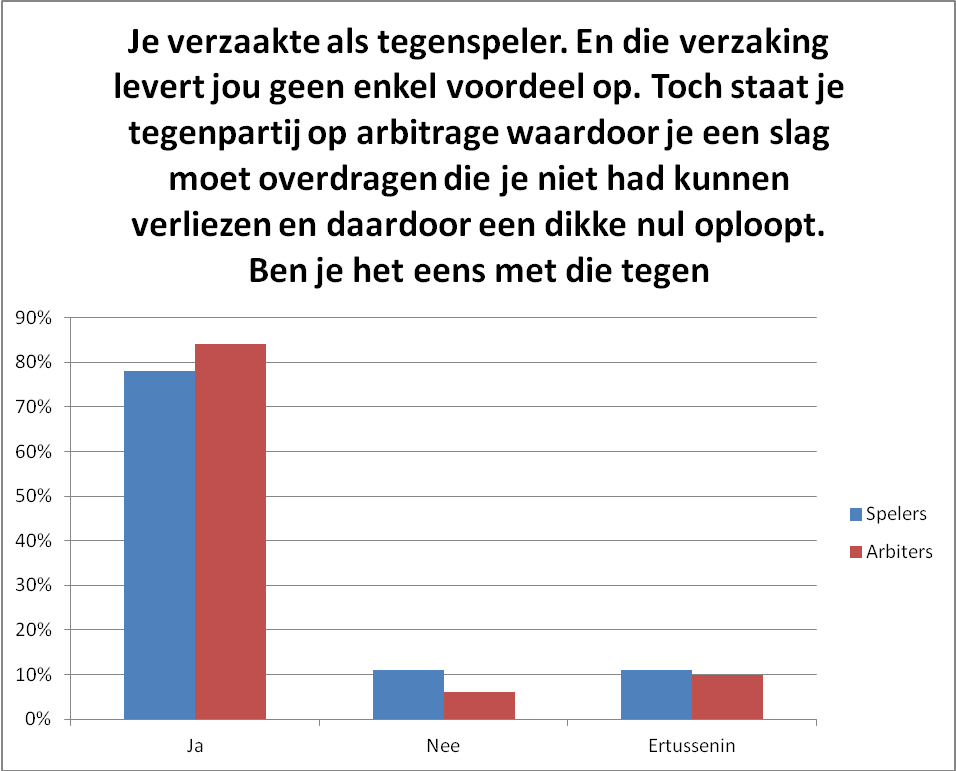 Je verzaakte als tegenspeler. En die verzaking
levert jou geen enkel voordeel op. Toch staat je
tegenpartij op arbitrage waardoor je een slag
moet overdragen die je niet had kunnen
verliezen en daardoor een dikke nul oploopt.
Ben je het eens met die tegen
90%
80%
70%
60%
50%
40%
30%
20%
10%
0%
Ja
Nee
Ertussenin
Spelers
Arbiters